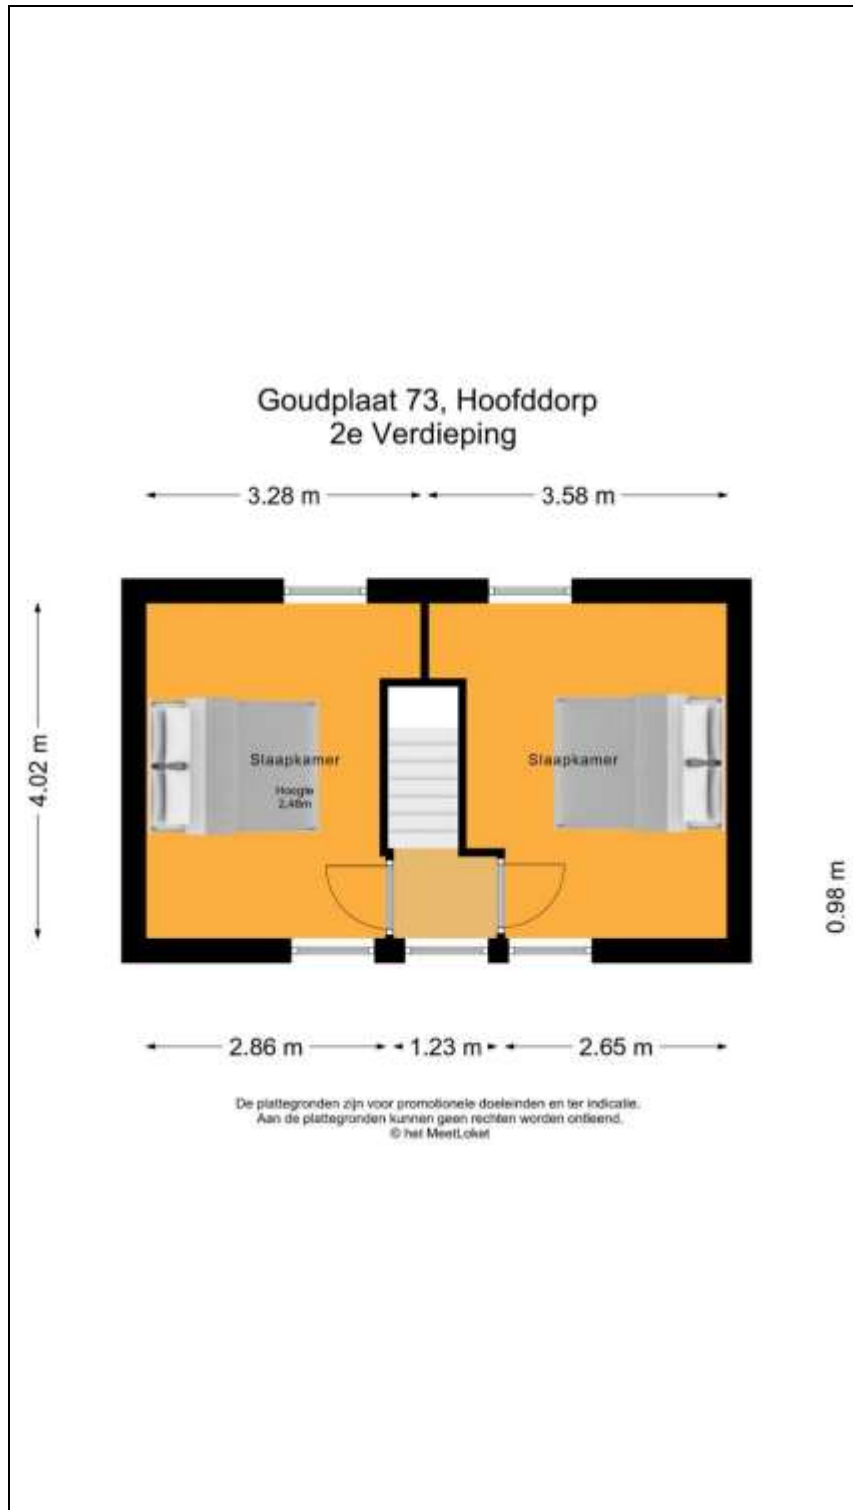 Goudplaat 73, Hoofddorp
2e Verdieping
3.28 m
3.58 m
4.02 m
Slaapkamer
Hoogte
2.48m
Slaapkamer
0.98 m
2.86 m
1.23 m
2.65 m
De plattegronden zijn voor promotionele doeleinden en ter indicatie.
Aan de plattegronden kunnen geen rechten worden ontleend.
© het MeetLoket